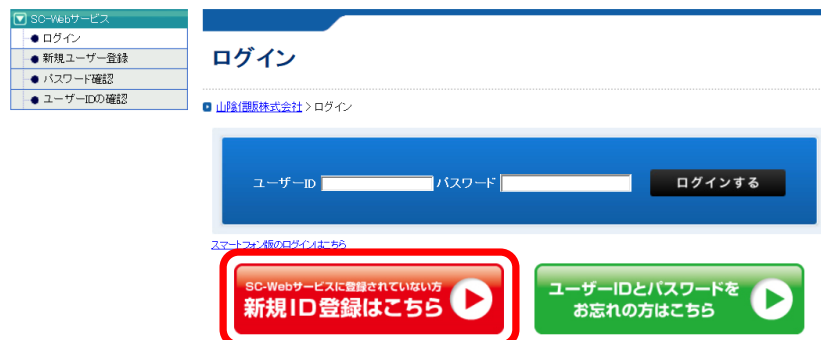 SC-Webサービス
ログイン
新規ユーザー登録
パスワード確認
ユーザーIDの確認
ログイン
山陰信販株式会社 > ログイン
ユーザーID パスワード ログインする
スマートフォン版のログインはこちら
SC-Webサービスに登録されていない方
新規ID登録はこちら
ユーザーIDとパスワードを
お忘れの方はこちら